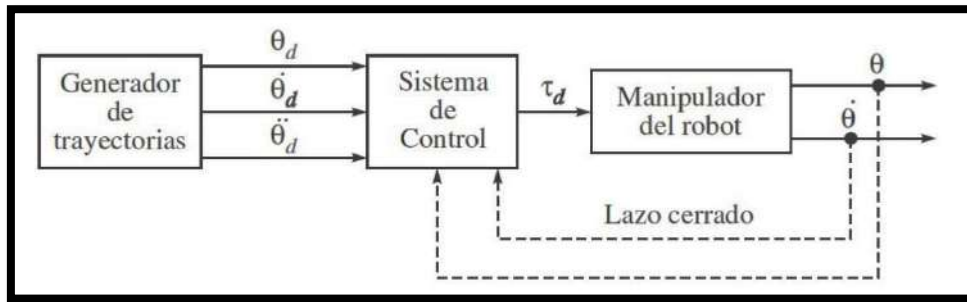 Generador
de
trayectorias
θ_d
θ̇_d
θ̈_d
Sistema
de
Control
τ_d
Manipulador
del robot
θ
θ̇
Lazo cerrado